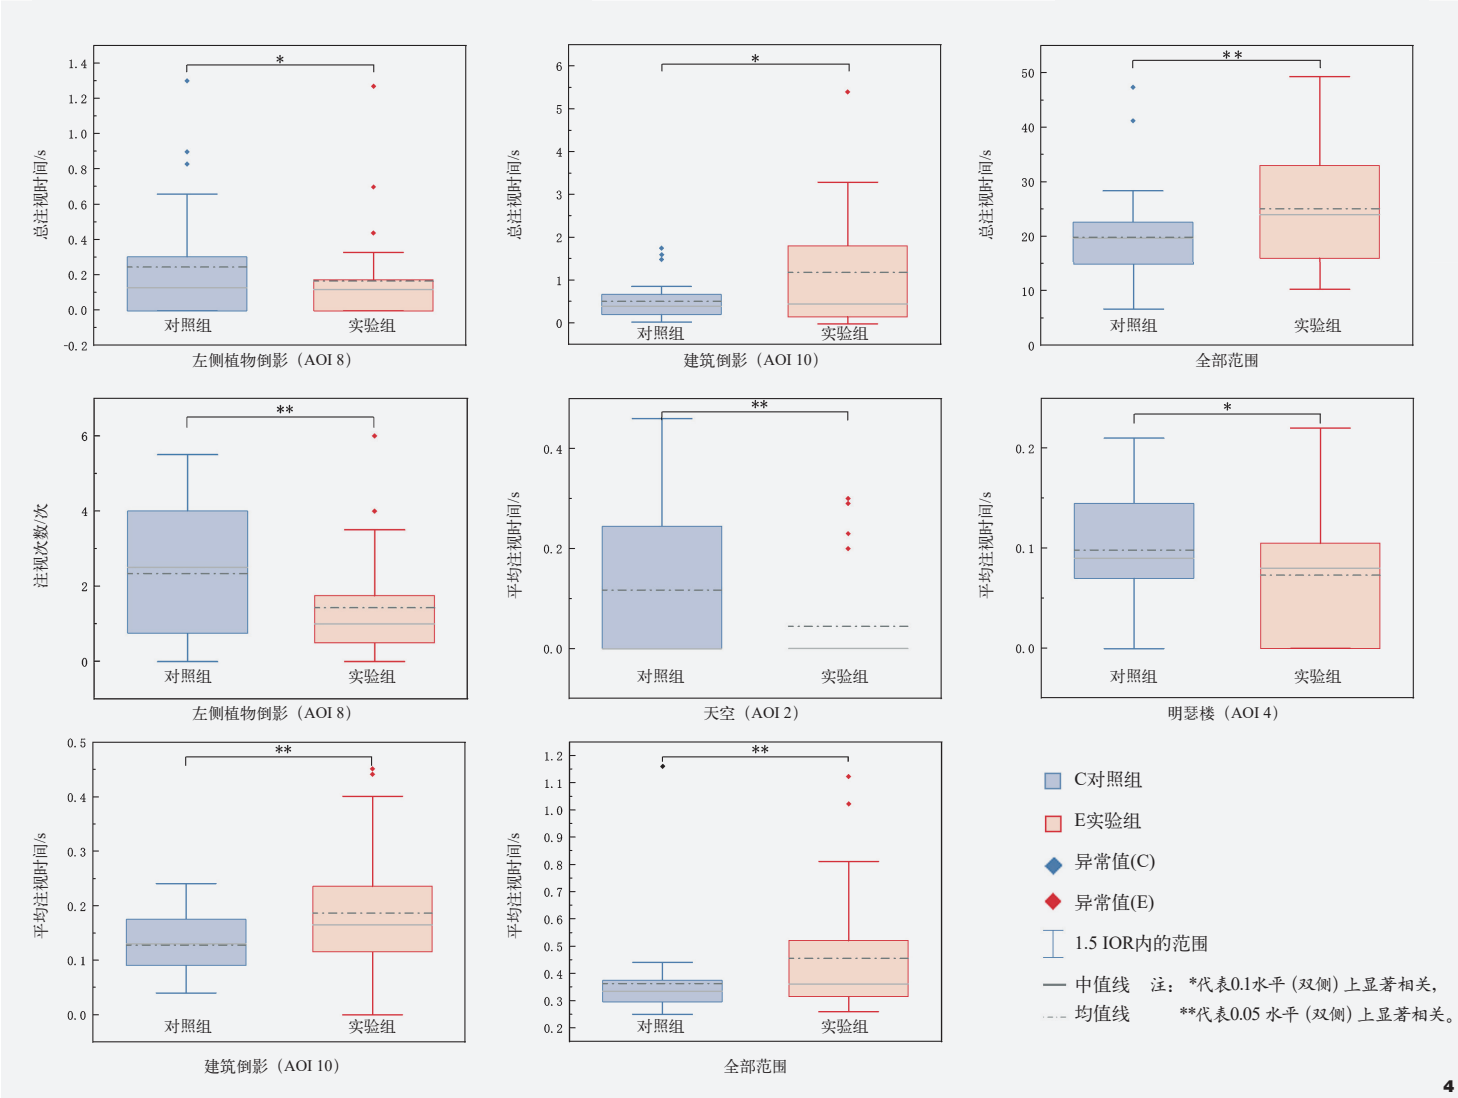 *
1.4
1.2
1.0
0.8
0.6
0.4
0.2
0.0
-0.2
总注视时间/s
对照组 实验组
左侧植物倒影（AOI 8）
*
6
5
4
3
2
1
0
总注视时间/s
对照组 实验组
建筑倒影（AOI 10）
**
50
40
30
20
10
0
总注视时间/s
对照组 实验组
全部范围
**
6
4
2
0
注视次数/次
对照组 实验组
左侧植物倒影（AOI 8）
**
0.4
0.2
0.0
平均注视时间/s
对照组 实验组
天空（AOI 2）
*
0.2
0.1
0.0
平均注视时间/s
对照组 实验组
明瑟楼（AOI 4）
**
0.5
0.4
0.3
0.2
0.1
0.0
平均注视时间/s
对照组 实验组
建筑倒影（AOI 10）
**
1.2
1.1
1.0
0.9
0.8
0.7
0.6
0.5
0.4
0.3
0.2
平均注视时间/s
对照组 实验组
全部范围
C对照组
E实验组
异常值(C)
异常值(E)
1.5 IOR内的范围
中值线 注：*代表0.1水平（双侧）上显著相关，
均值线 **代表0.05 水平（双侧）上显著相关。
4